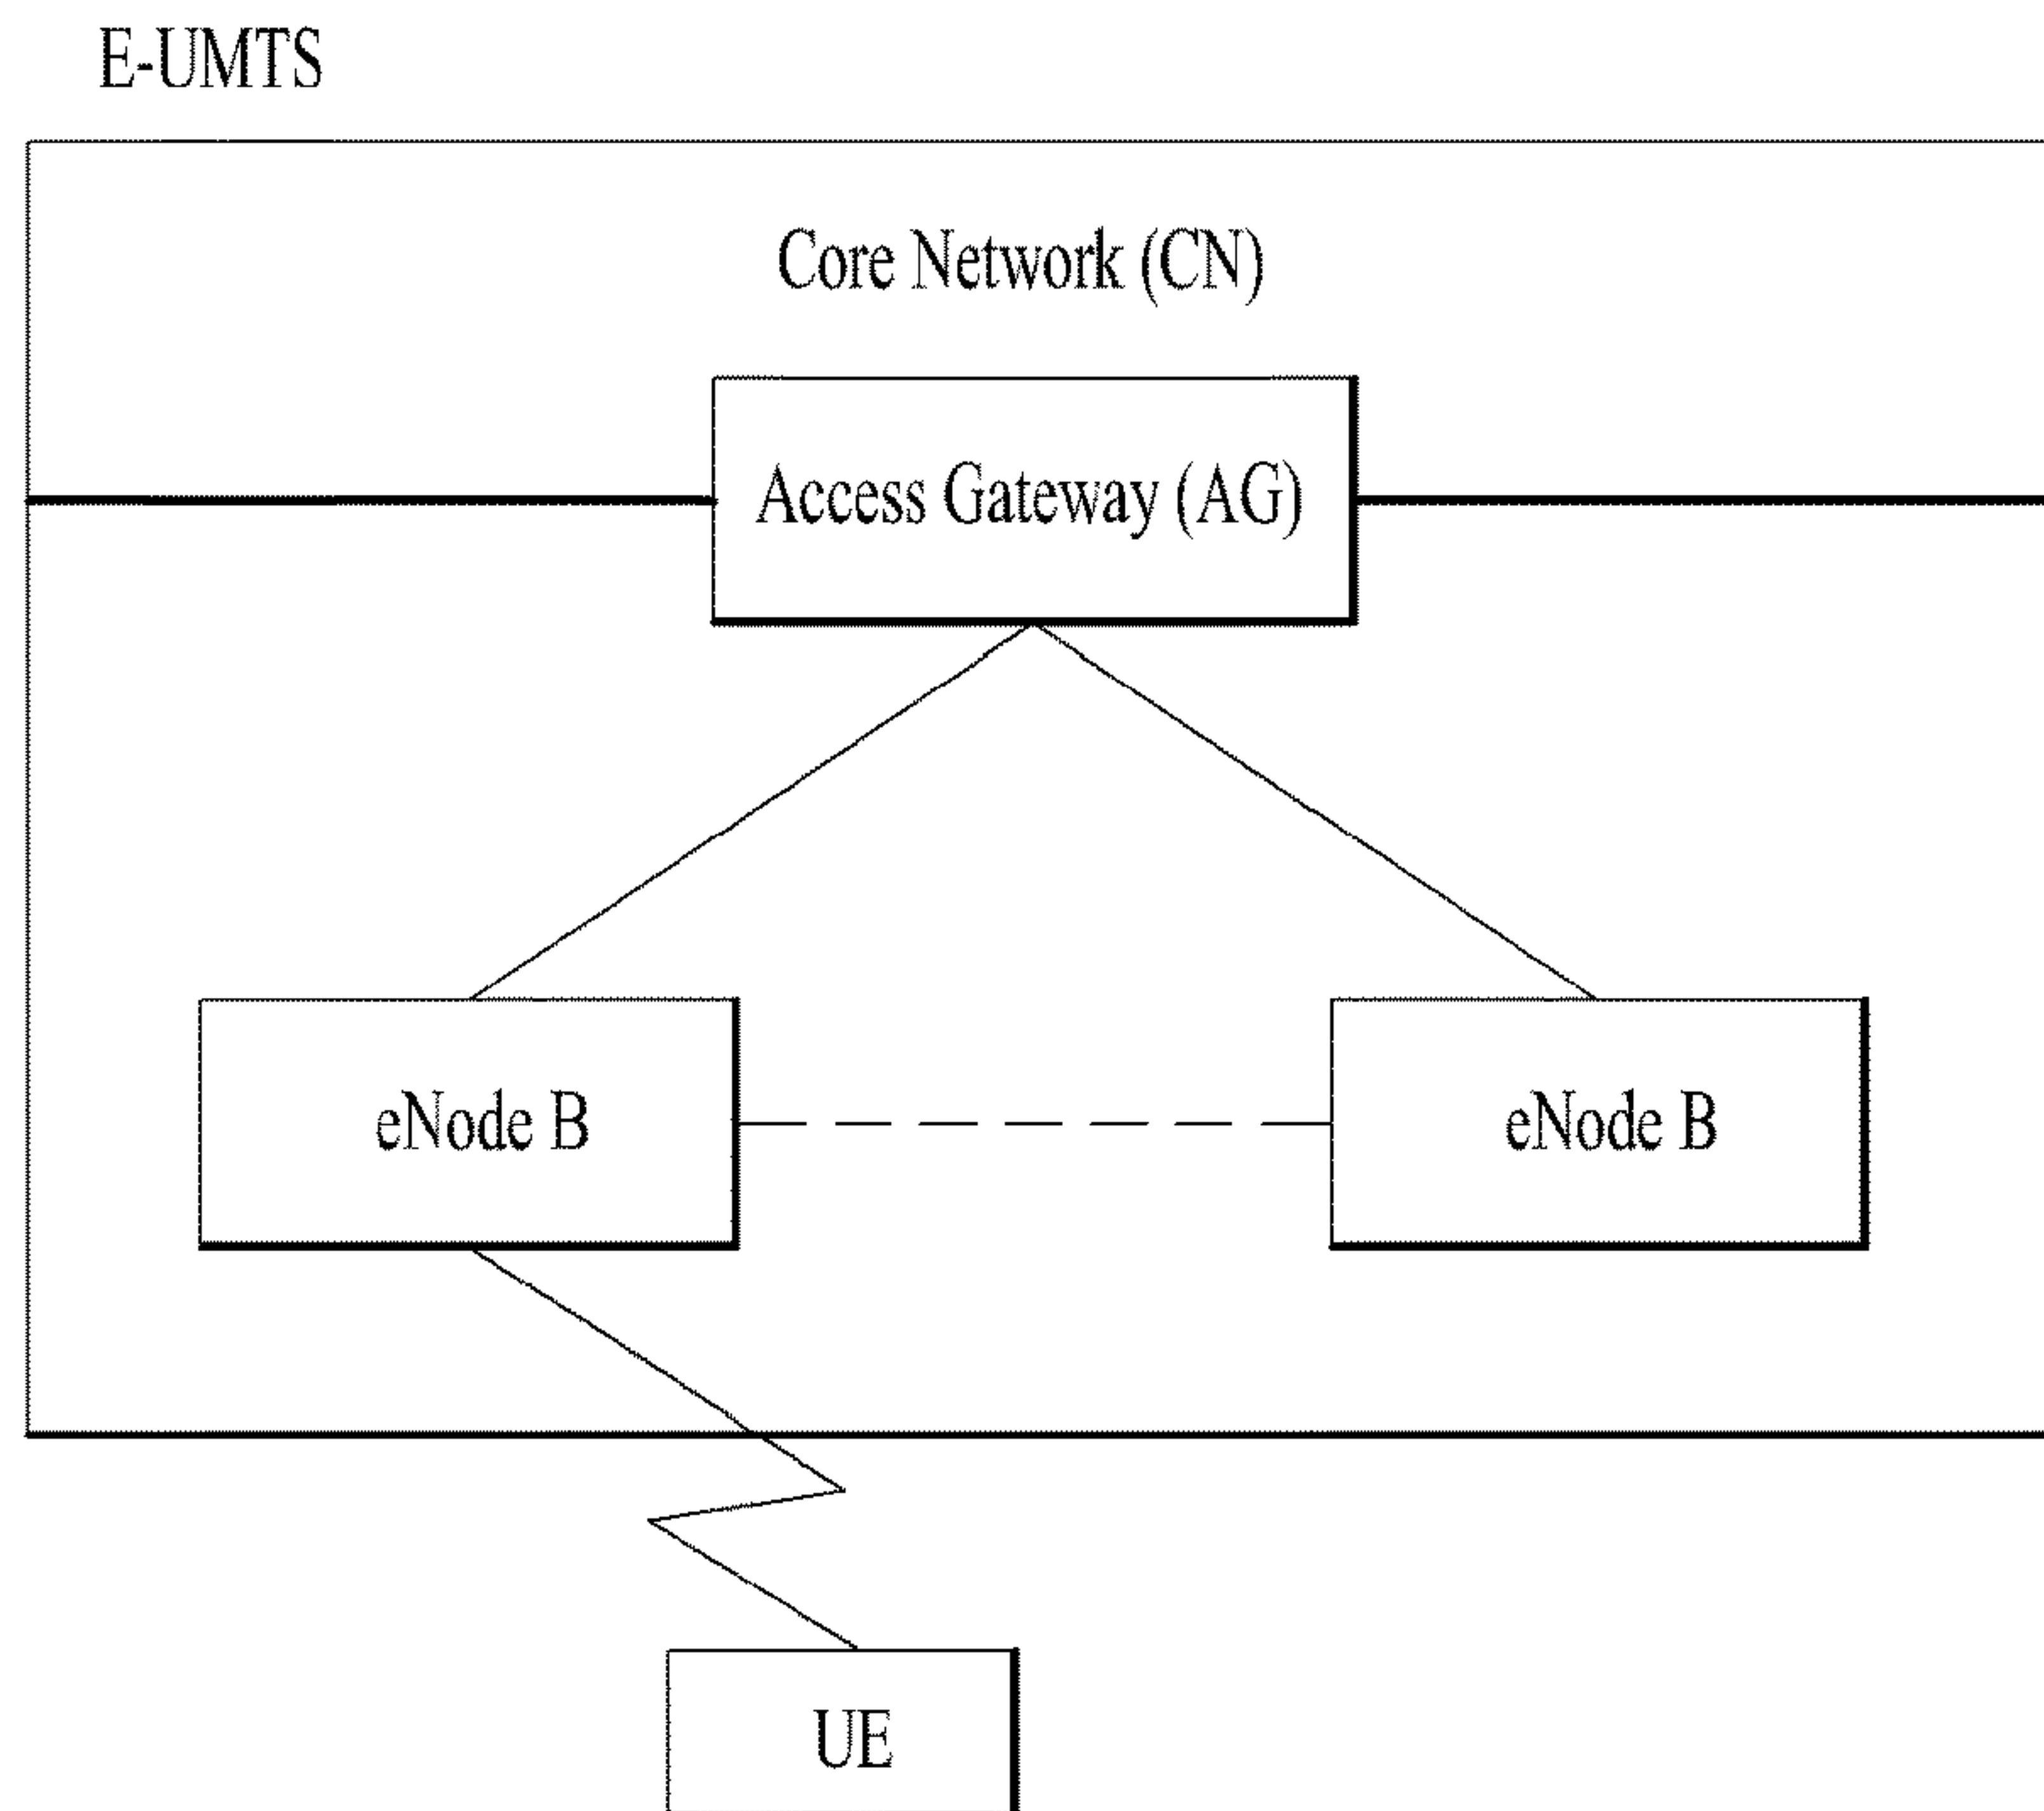 E-UMTS
Core Network (CN)
Access Gateway (AG)
eNode B
eNode B
UE